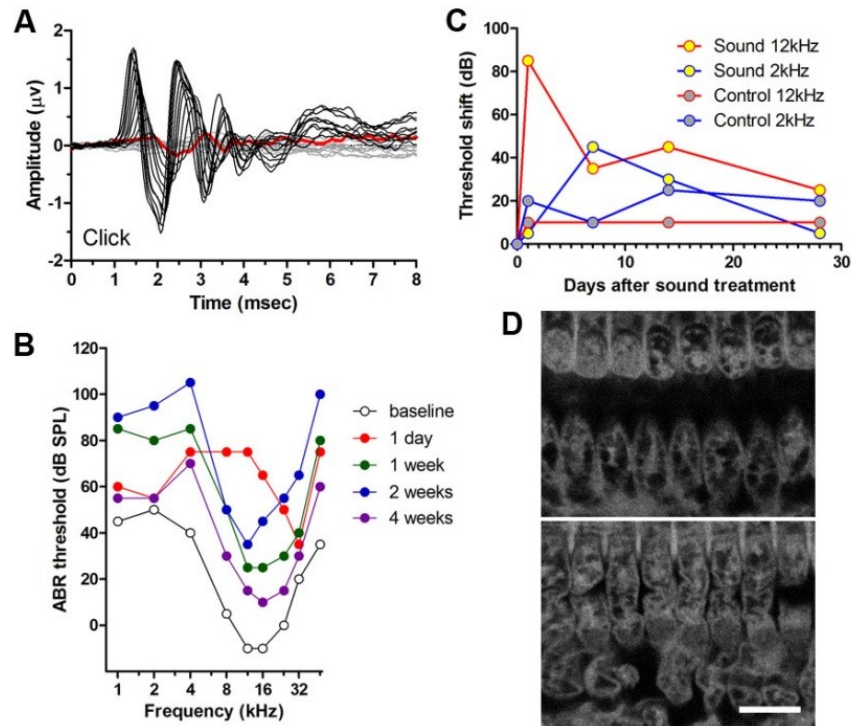 A
2
1
0
-1
-2
Amplitude (μv)
Click
0 1 2 3 4 5 6 7 8
Time (msec)
B
120
100
80
60
40
20
0
ABR threshold (dB SPL)
1 2 4 8 16 32
Frequency (kHz)
baseline
1 day
1 week
2 weeks
4 weeks
C
100
80
60
40
20
0
Threshold shift (dB)
Sound 12kHz
Sound 2kHz
Control 12kHz
Control 2kHz
0 10 20 30
Days after sound treatment
D